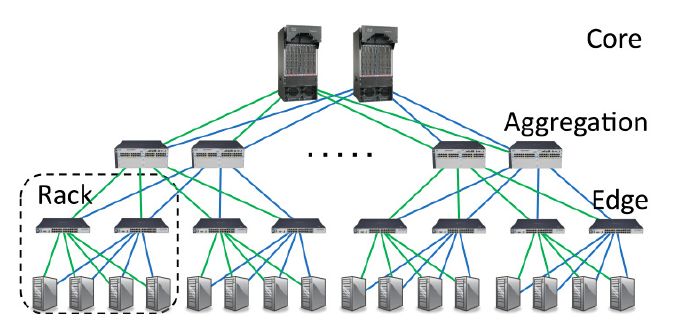 Core
Aggregation
.....
Rack
Edge